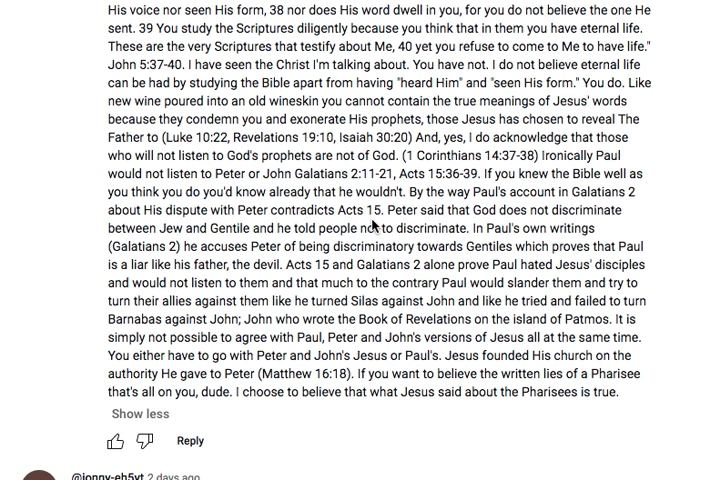 His voice nor seen His form, 38 nor does His word dwell in you, for you do not believe the one He
sent. 39 You study the Scriptures diligently because you think that in them you have eternal life.
These are the very Scriptures that testify about Me, 40 yet you refuse to come to Me to have life."
John 5:37-40. I have seen the Christ I'm talking about. You have not. I do not believe eternal life
can be had by studying the Bible apart from having "heard Him" and "seen His form." You do. Like
new wine poured into an old wineskin you cannot contain the true meanings of Jesus' words
because they condemn you and exonerate His prophets, those Jesus has chosen to reveal The
Father to (Luke 10:22, Revelations 19:10, Isaiah 30:20) And, yes, I do acknowledge that those
who will not listen to God's prophets are not of God. (1 Corinthians 14:37-38) Ironically Paul
would not listen to Peter or John Galatians 2:11-21, Acts 15:36-39. If you knew the Bible well as
you think you do you'd know already that he wouldn't. By the way Paul's account in Galatians 2
about His dispute with Peter contradicts Acts 15. Peter said that God does not discriminate
between Jew and Gentile and he told people not to discriminate. In Paul's own writings
(Galatians 2) he accuses Peter of being discriminatory towards Gentiles which proves that Paul
is a liar like his father, the devil. Acts 15 and Galatians 2 alone prove Paul hated Jesus' disciples
and would not listen to them and that much to the contrary Paul would slander them and try to
turn their allies against them like he turned Silas against John and like he tried and failed to turn
Barnabas against John; John who wrote the Book of Revelations on the island of Patmos. It is
simply not possible to agree with Paul, Peter and John's versions of Jesus all at the same time.
You either have to go with Peter and John's Jesus or Paul's. Jesus founded His church on the
authority He gave to Peter (Matthew 16:18). If you want to believe the written lies of a Pharisee
that's all on you, dude. I choose to believe that what Jesus said about the Pharisees is true.
Show less
Reply
@jonny-eh5yt 2 days ago